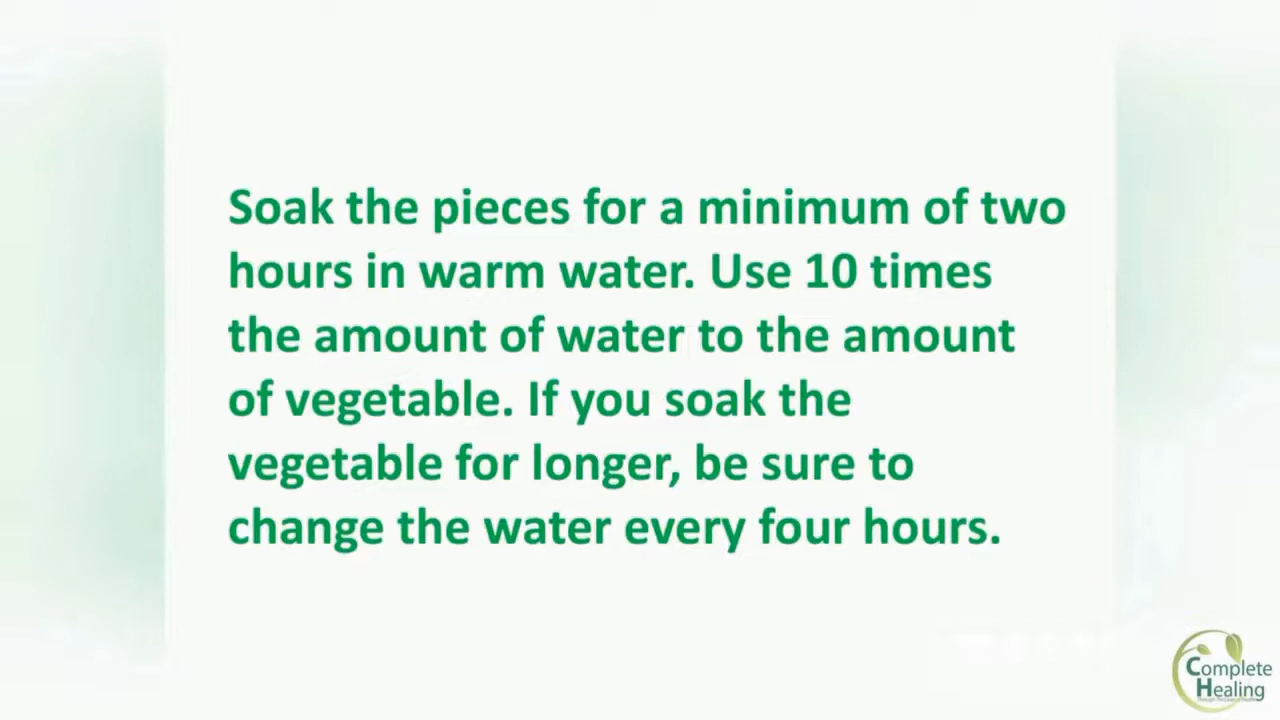 Soak the pieces for a minimum of two
hours in warm water. Use 10 times
the amount of water to the amount
of vegetable. If you soak the
vegetable for longer, be sure to
change the water every four hours.
Complete
Healing